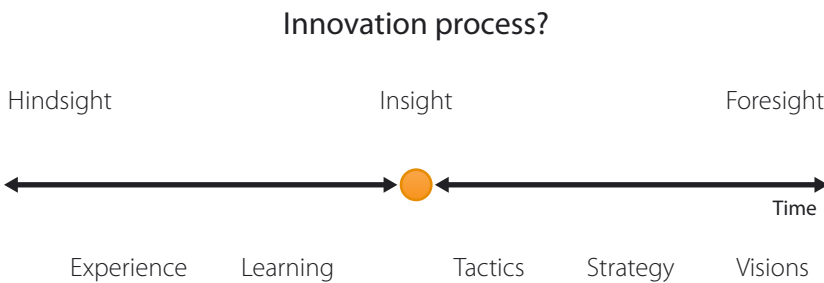 Innovation process?
Hindsight Insight Foresight
Time
Experience Learning Tactics Strategy Visions